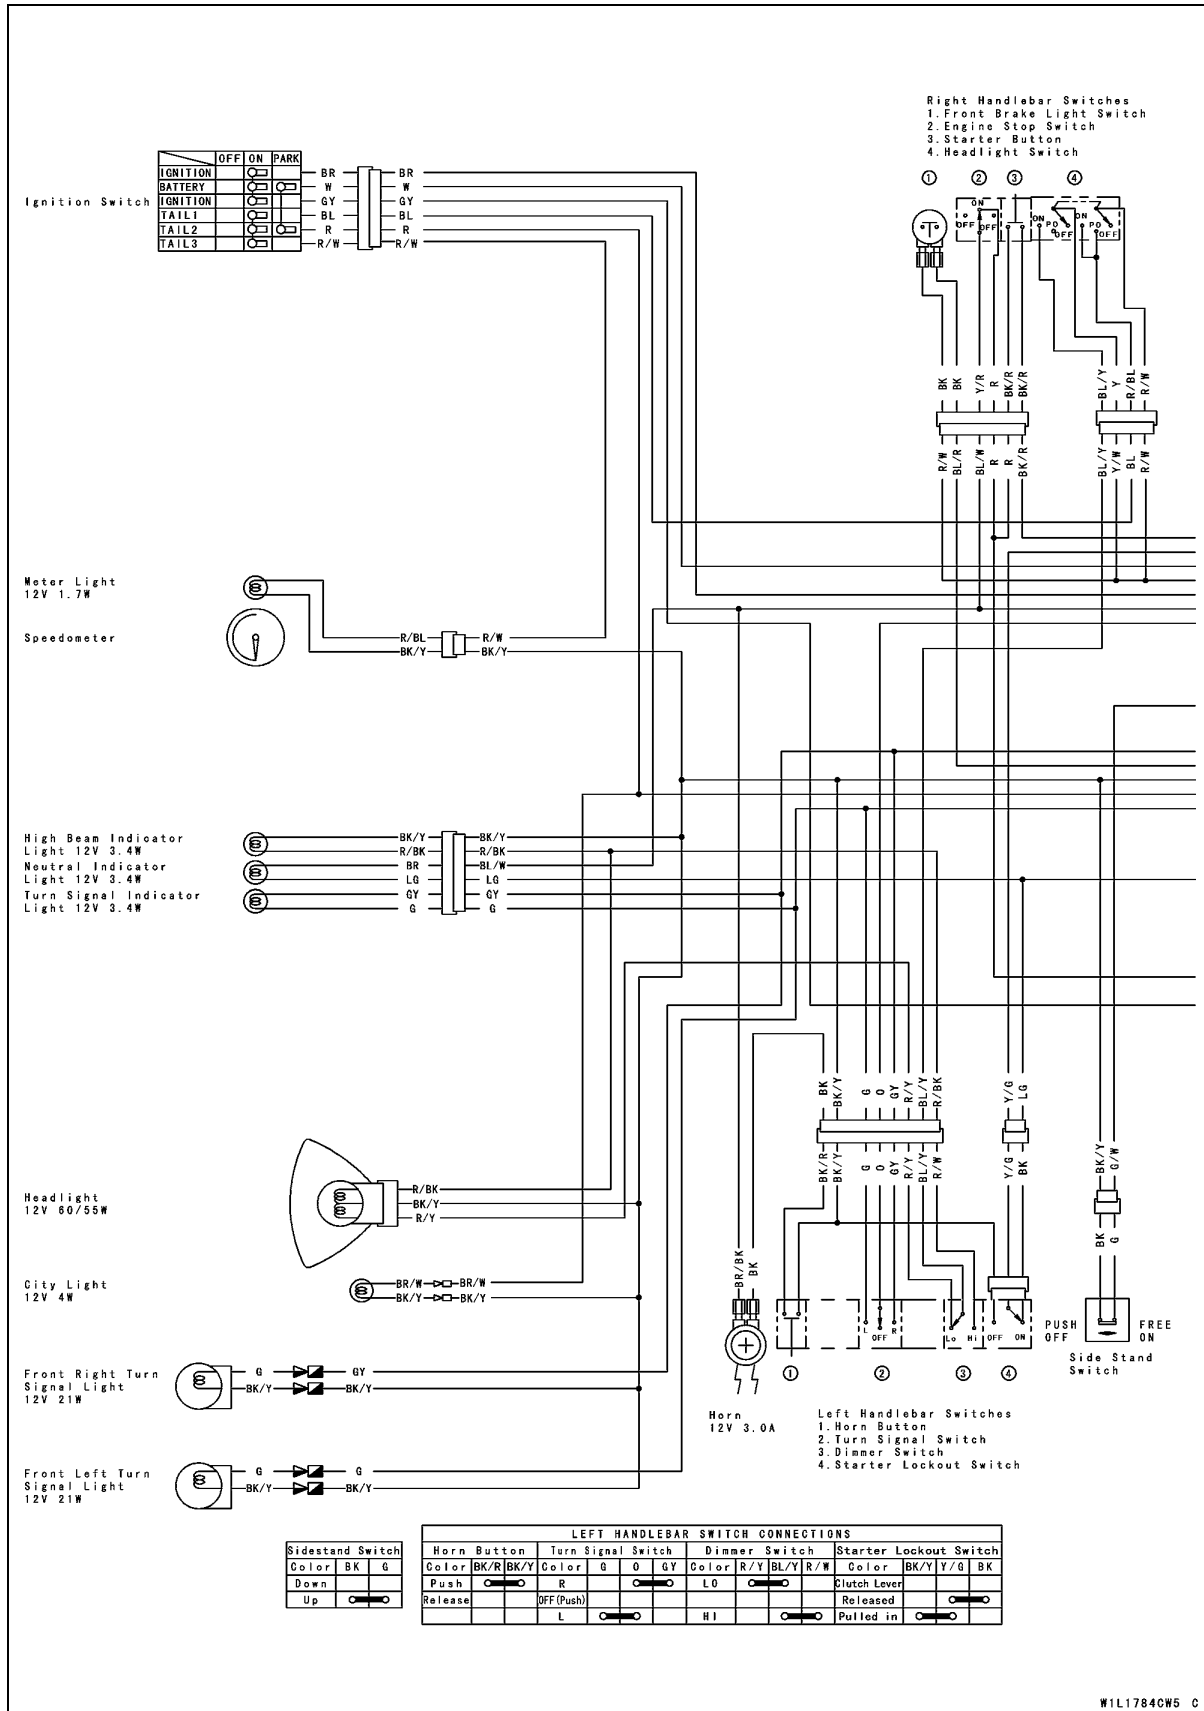 Right Handlebar Switches
1.Front Brake Light Switch
2.Engine Stop Switch
3.Starter Button
4.Headlight Switch
① ② ③ ④
OFF ON PARK
IGNITION
BATTERY
IGNITION
TAIL1
TAIL2
TAIL3
Ignition Switch
BR BR
W W
GY GY
BL BL
R R
R/W R/W
ON
OFF OFF
ON PO OFF ON PO OFF
BK BK Y/R R BK/R BK/R BL/Y Y R/BL R/W
R/W BL/R BL/W R R BK/R BL/Y Y/W BL R/W
Meter Light
12V 1.7W
Speedometer
R/BL R/W
BK/Y BK/Y
High Beam Indicator
Light 12V 3.4W
Neutral Indicator
Light 12V 3.4W
Turn Signal Indicator
Light 12V 3.4W
BK/Y BK/Y
R/BK R/BK
BR BL/W
LG LG
GY GY
G G
BK BK/Y G O GY R/Y BL/Y R/BK Y/G LG
BK/R BK/Y G O GY R/Y BL/Y R/W Y/G BK BK/Y G/W
BK G
Headlight
12V 60/55W
R/BK
BK/Y
R/Y
City Light
12V 4W
BR/W BR/W
BK/Y BK/Y
BR/BK BK
L OFF R
Lo Hi
OFF ON
PUSH OFF
FREE ON
Side Stand
Switch
① ② ③ ④
Front Right Turn
Signal Light
12V 21W
G GY
BK/Y BK/Y
Horn
12V 3.0A
Left Handlebar Switches
1.Horn Button
2.Turn Signal Switch
3.Dimmer Switch
4.Starter Lockout Switch
Front Left Turn
Signal Light
12V 21W
G G
BK/Y BK/Y
Sidestand Switch
Color BK G
Down
Up
LEFT HANDLEBAR SWITCH CONNECTIONS
Horn Button Turn Signal Switch Dimmer Switch Starter Lockout Switch
Color BK/R BK/Y Color G O GY Color R/Y BL/Y R/W Color BK/Y Y/G BK
Push R LO Clutch Lever
Release OFF(Push) Released
L HI Pulled in
W1L1784CW5 C